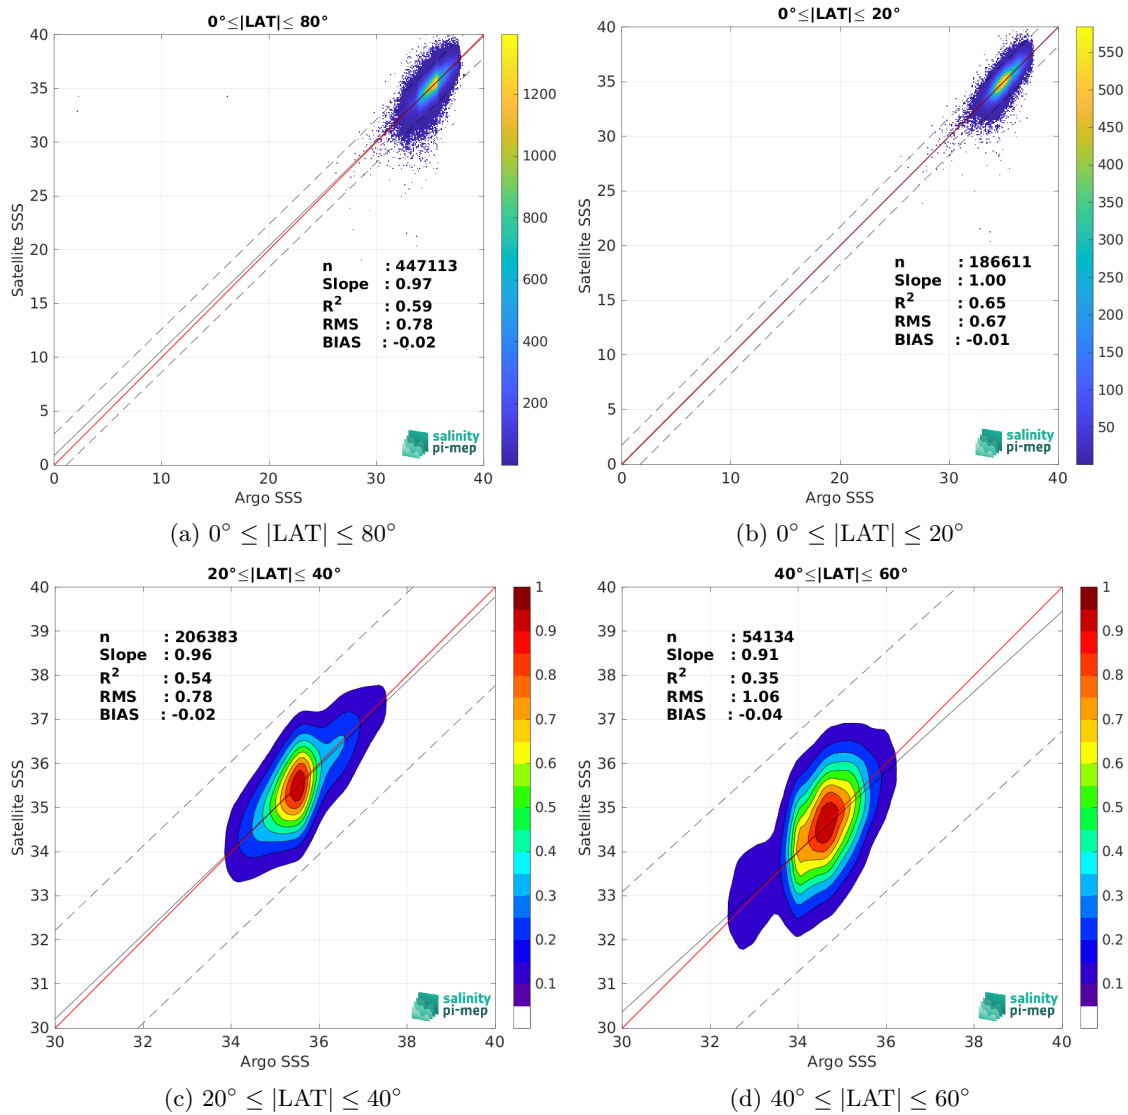 0°≤|LAT|≤ 80°
40
35
30
25
20
15
10
5
0
Satellite SSS
n : 447113
Slope : 0.97
R² : 0.59
RMS : 0.78
BIAS : -0.02
salinity
pi-mep
0 10 20 30 40
Argo SSS
1200
1000
800
600
400
200
(a) 0° ≤ |LAT| ≤ 80°
0°≤|LAT|≤ 20°
40
35
30
25
20
15
10
5
0
Satellite SSS
n : 186611
Slope : 1.00
R² : 0.65
RMS : 0.67
BIAS : -0.01
salinity
pi-mep
0 10 20 30 40
Argo SSS
550
500
450
400
350
300
250
200
150
100
50
(b) 0° ≤ |LAT| ≤ 20°
20°≤|LAT|≤ 40°
40
39
38
37
36
35
34
33
32
31
30
Satellite SSS
n : 206383
Slope : 0.96
R² : 0.54
RMS : 0.78
BIAS : -0.02
salinity
pi-mep
30 32 34 36 38 40
Argo SSS
1
0.9
0.8
0.7
0.6
0.5
0.4
0.3
0.2
0.1
(c) 20° ≤ |LAT| ≤ 40°
40°≤|LAT|≤ 60°
40
39
38
37
36
35
34
33
32
31
30
Satellite SSS
n : 54134
Slope : 0.91
R² : 0.35
RMS : 1.06
BIAS : -0.04
salinity
pi-mep
30 32 34 36 38 40
Argo SSS
1
0.9
0.8
0.7
0.6
0.5
0.4
0.3
0.2
0.1
(d) 40° ≤ |LAT| ≤ 60°